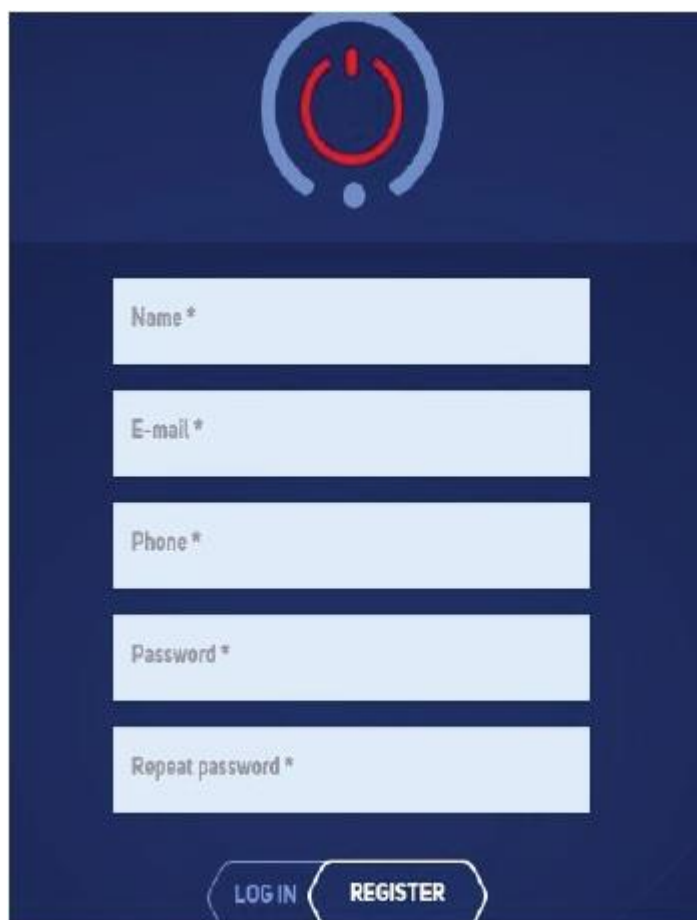 Name *
E-mail *
Phone *
Password *
Repeat password *
LOG IN REGISTER